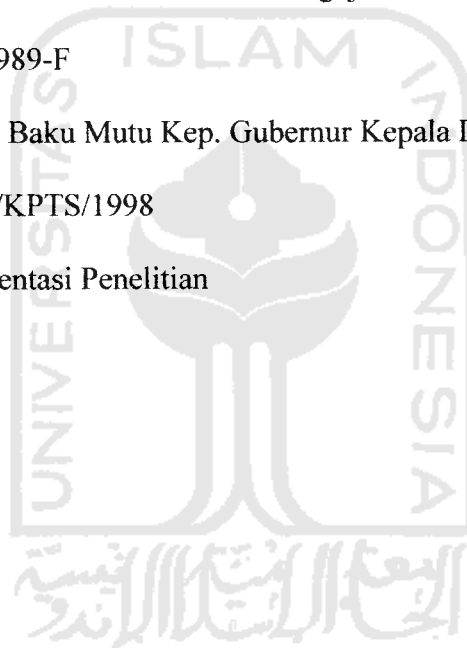 989-F
Baku Mutu Kep. Gubernur Kepala
/KPTS/1998
entasi Penelitian
ISLAM
UNIVERSITAS
INDONESIA